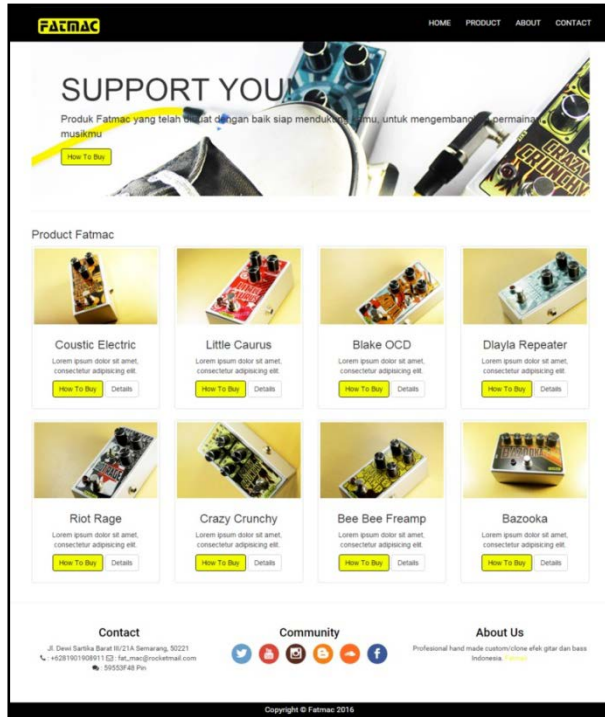 FATMAC
HOME PRODUCT ABOUT CONTACT
SUPPORT YOU
Produk Fatmac yang telah dibuat dengan baik siap mendukung kamu, untuk mengembangkan permainan
musikmu
How To Buy
CRAZY
CRUNCHY
Product Fatmac
Coustic Electric
Lorem ipsum dolor sit amet,
consectetur adipisicing elit.
How To Buy Details
Little Caurus
Lorem ipsum dolor sit amet,
consectetur adipisicing elit.
How To Buy Details
Blake OCD
Lorem ipsum dolor sit amet,
consectetur adipisicing elit.
How To Buy Details
Dlayla Repeater
Lorem ipsum dolor sit amet,
consectetur adipisicing elit.
How To Buy Details
Riot Rage
Lorem ipsum dolor sit amet,
consectetur adipisicing elit.
How To Buy Details
Crazy Crunchy
Lorem ipsum dolor sit amet,
consectetur adipisicing elit.
How To Buy Details
Bee Bee Freamp
Lorem ipsum dolor sit amet,
consectetur adipisicing elit.
How To Buy Details
BAZOOKA
Bazooka
Lorem ipsum dolor sit amet,
consectetur adipisicing elit.
How To Buy Details
Contact
Jl. Dewi Sartika Barat III/21A Semarang, 50221
: +6281901908911 : fat_mac@rocketmail.com
: 59553F48 Pin
Community
About Us
Profesional hand made custom/clone efek gitar dan bass
Indonesia. Fatmac
Copyright © Fatmac 2016